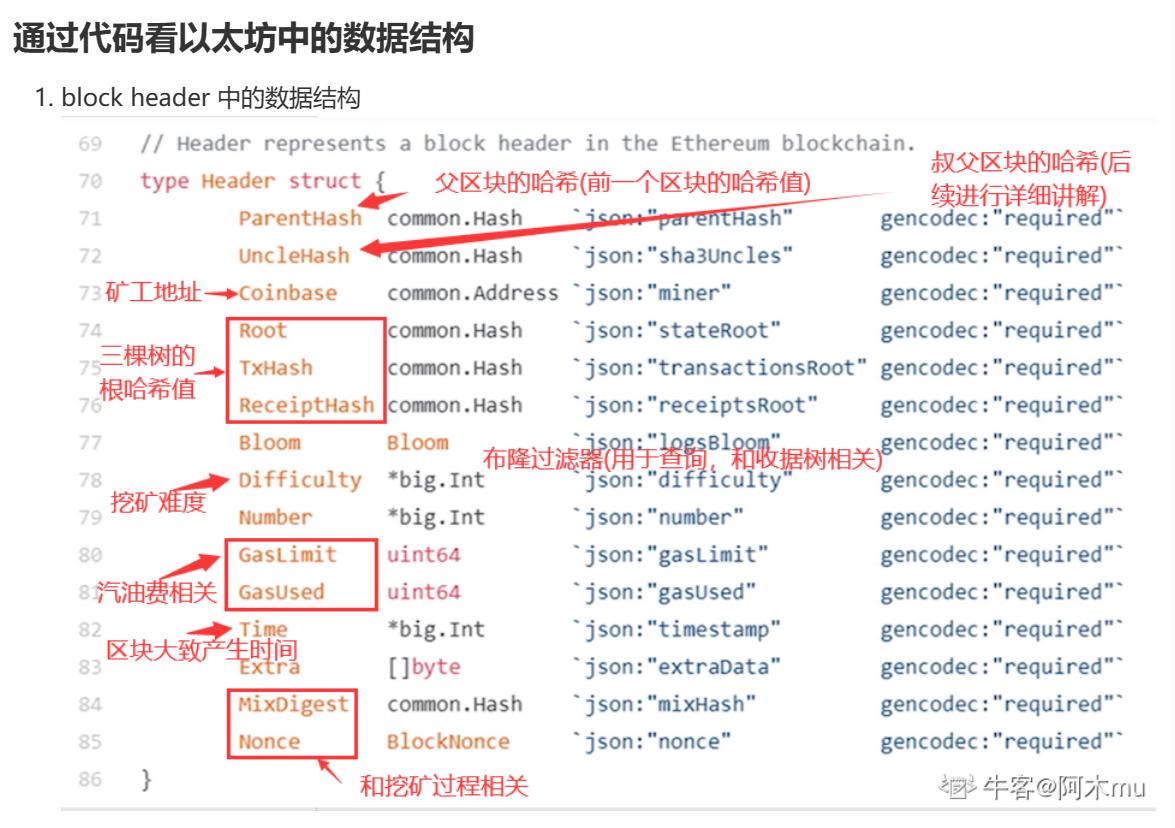 通过代码看以太坊中的数据结构
1. block header 中的数据结构
69 // Header represents a block header in the Ethereum blockchain.
70 type Header struct {
父区块的哈希(前一个区块的哈希值)
叔父区块的哈希(后
续进行详细讲解)
71 ParentHash common.Hash `json:"parentHash" gencodec:"required"`
72 UncleHash common.Hash `json:"sha3Uncles" gencodec:"required"`
矿工地址
73 Coinbase common.Address `json:"miner" gencodec:"required"`
74 Root common.Hash `json:"stateRoot" gencodec:"required"`
三棵树的
根哈希值
75 TxHash common.Hash `json:"transactionsRoot" gencodec:"required"`
76 ReceiptHash common.Hash `json:"receiptsRoot" gencodec:"required"`
77 Bloom Bloom `json:"logsBloom" gencodec:"required"`
布隆过滤器(用于查询，和收据树相关)
78 Difficulty *big.Int `json:"difficulty" gencodec:"required"`
挖矿难度
79 Number *big.Int `json:"number" gencodec:"required"`
80 GasLimit uint64 `json:"gasLimit" gencodec:"required"`
汽油费相关
81 GasUsed uint64 `json:"gasUsed" gencodec:"required"`
82 Time *big.Int `json:"timestamp" gencodec:"required"`
区块大致产生时间
83 Extra []byte `json:"extraData" gencodec:"required"`
84 MixDigest common.Hash `json:"mixHash" gencodec:"required"`
85 Nonce BlockNonce `json:"nonce" gencodec:"required"`
86 }
和挖矿过程相关
牛客@阿木mu